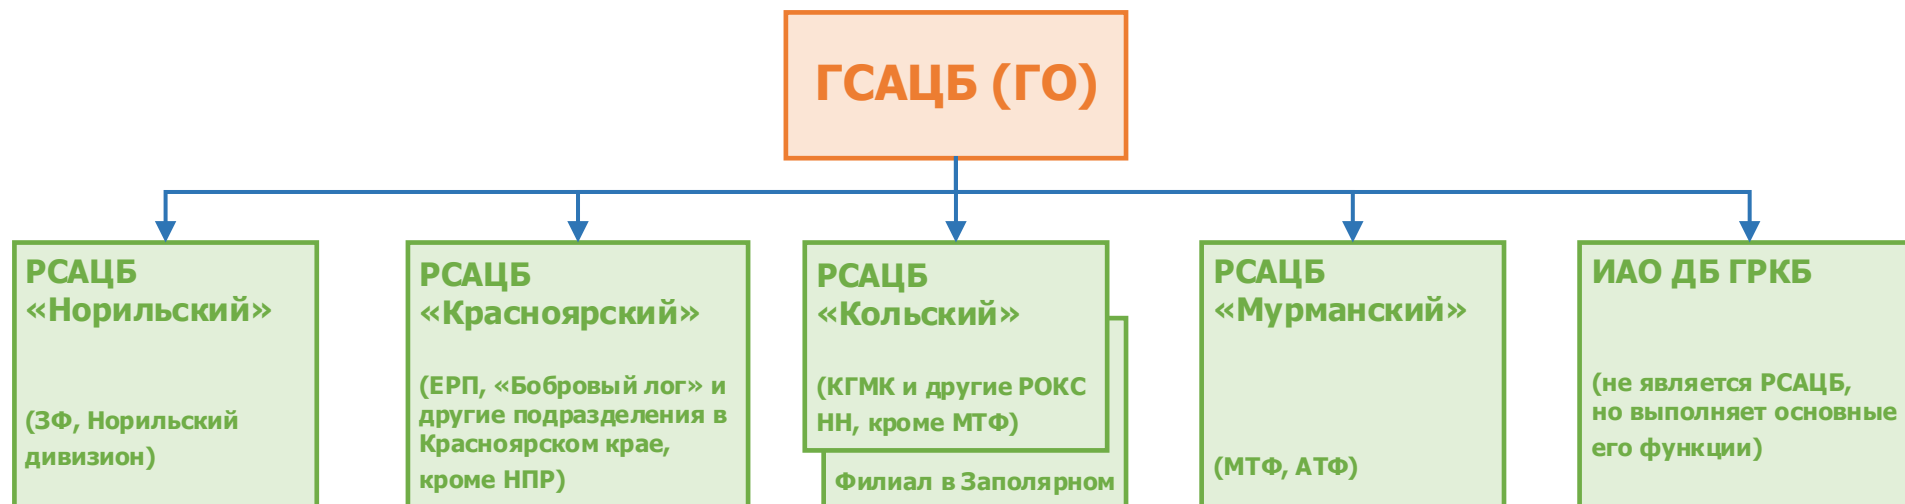 ГСАЦБ (ГО)
РСАЦБ
«Норильский»
(ЗФ, Норильский
дивизион)
РСАЦБ
«Красноярский»
(ЕРП, «Бобровый лог» и
другие подразделения в
Красноярском крае,
кроме НПР)
РСАЦБ
«Кольский»
(КГМК и другие РОКС
НН, кроме МТФ)
Филиал в Заполярном
РСАЦБ
«Мурманский»
(МТФ, АТФ)
ИАО ДБ ГРКБ
(не является РСАЦБ,
но выполняет основные
его функции)